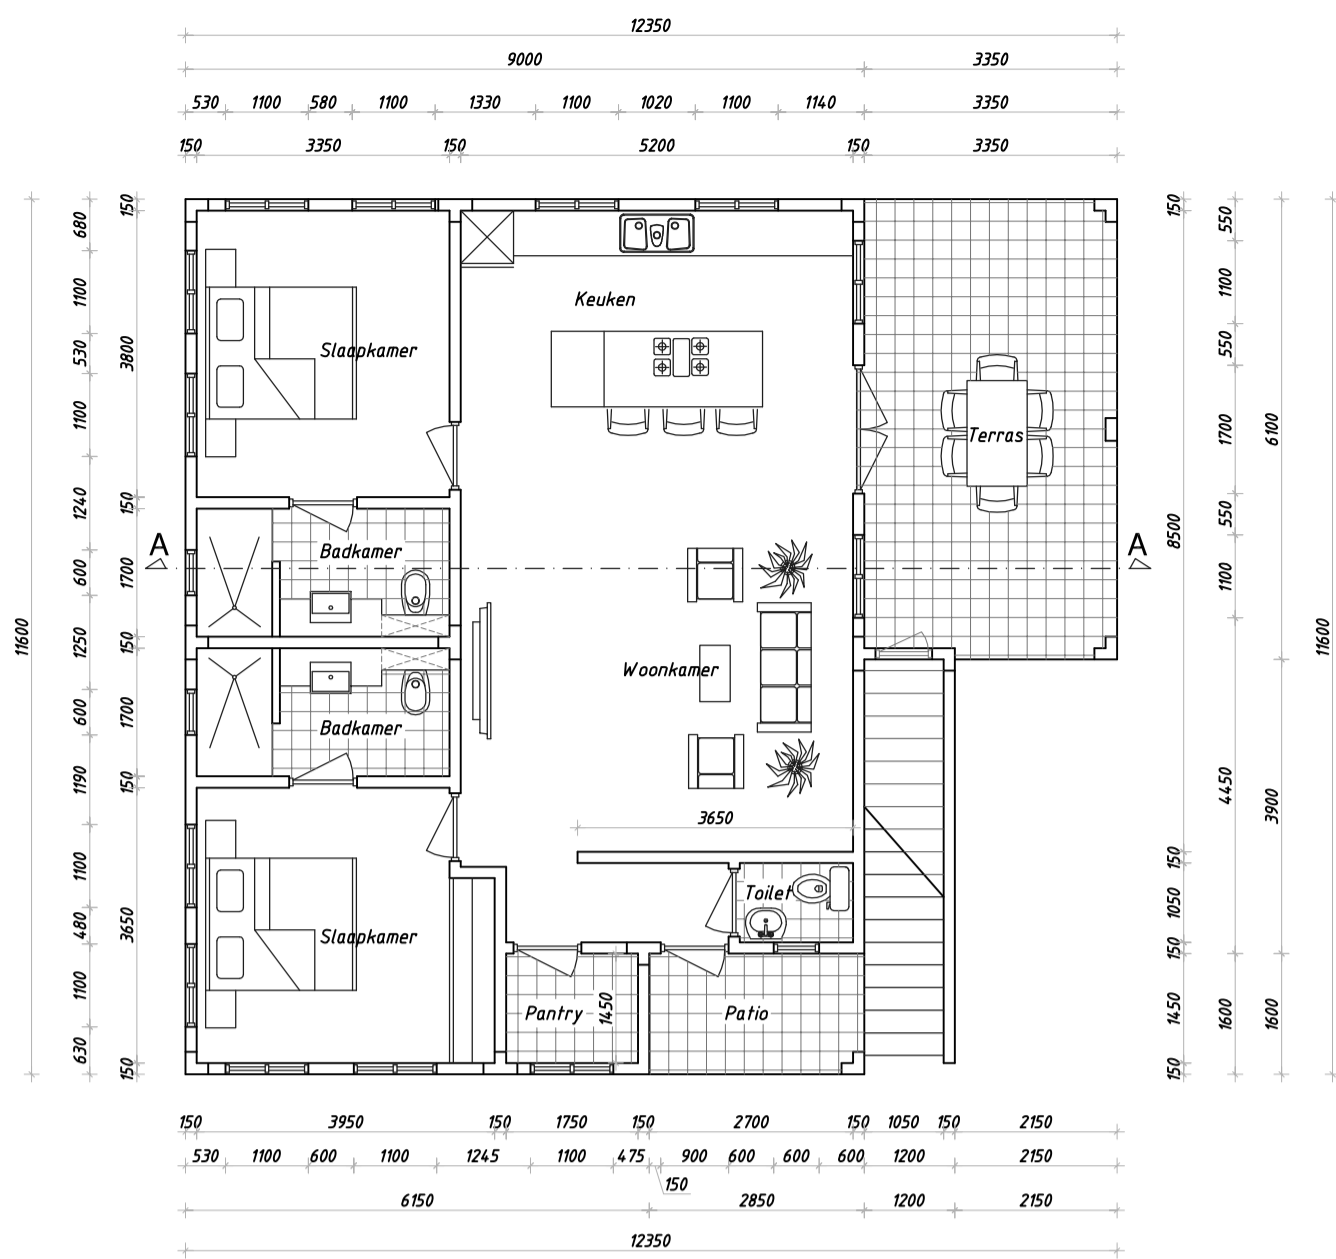 12350
9000 3350
530 1100 580 1100 1330 1100 1020 1100 1140 3350
150 3350 150 5200 150 3350
11600
680 1100 530 1100 1240 600 1250 600 1190 1100 480 1100 630
150 3800 150 1700 150 1700 150 3650 150
Keuken
Slaapkamer
Terras
A
Badkamer
A
Woonkamer
Badkamer
3650
Toilet
Slaapkamer
Pantry
1450
Patio
150 8500 150 1050 150 1450 150
550 1100 550 1700 550 1100 4450 1600
6100 3900 1600
11600
150 3950 150 1750 150 2700 150 1050 150 2150
530 1100 600 1100 1245 1100 475 900 600 600 600 1200 2150
150
6150 2850 1200 2150
12350